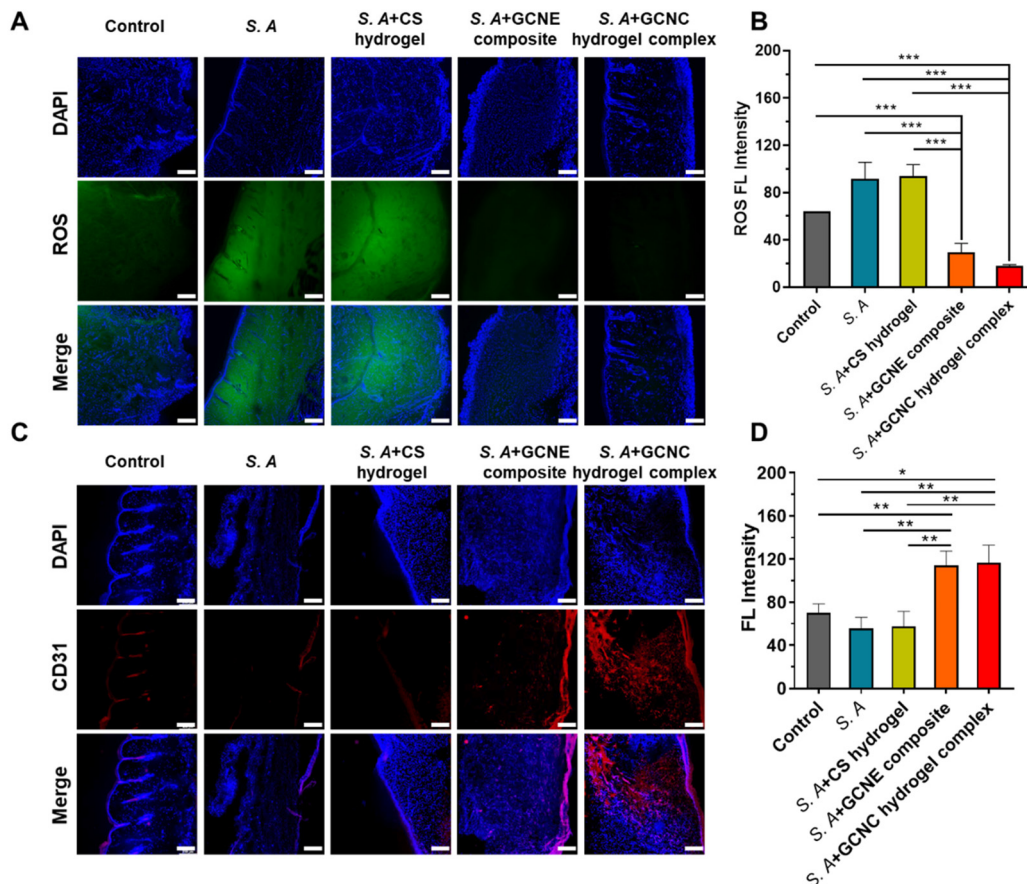 A
Control
S. A
S. A+CS
hydrogel
S. A+GCNE
composite
S. A+GCNC
hydrogel complex
DAPI
ROS
Merge
B
200
160
120
80
40
0
ROS FL Intensity
***
***
***
***
***
***
Control
S. A
S. A+CS hydrogel
S. A+GCNE composite
S. A+GCNC hydrogel complex
C
Control
S. A
S. A+CS
hydrogel
S. A+GCNE
composite
S. A+GCNC
hydrogel complex
DAPI
CD31
Merge
D
200
160
120
80
40
0
FL Intensity
*
**
**
**
**
**
Control
S. A
S. A+CS hydrogel
S. A+GCNE composite
S. A+GCNC hydrogel complex